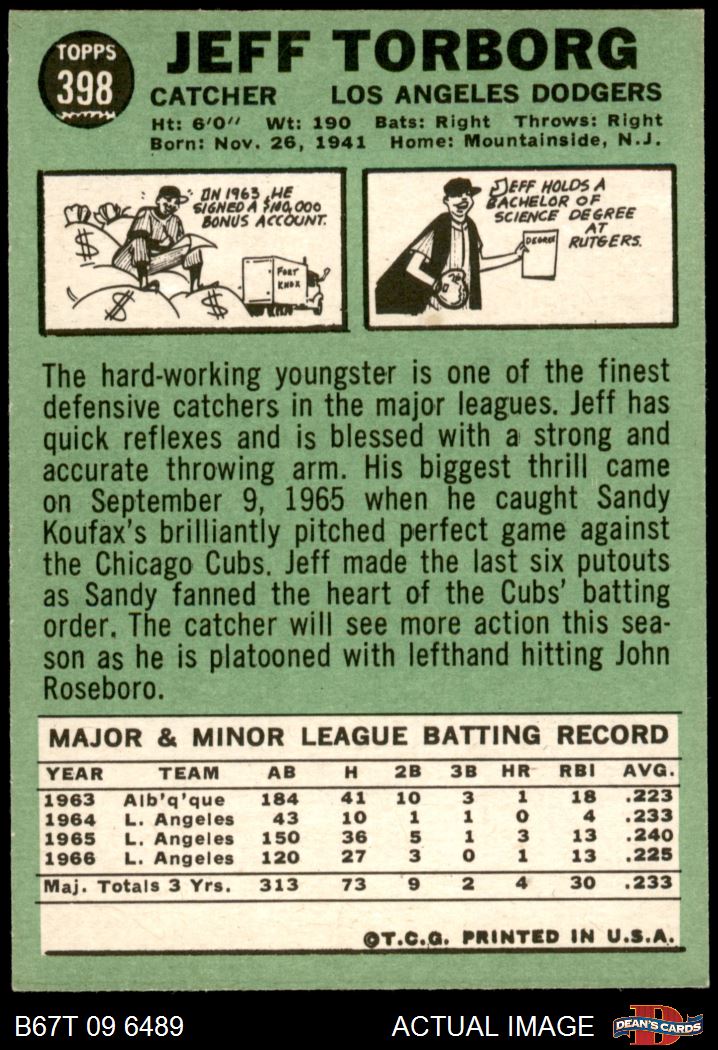 TOPPS
398
JEFF TORBORG
CATCHER LOS ANGELES DODGERS
Ht: 6'0" Wt: 190 Bats: Right Throws: Right
Born: Nov. 26, 1941 Home: Mountainside, N.J.
IN 1963 HE
SIGNED A $100,000
BONUS ACCOUNT.
$
$
$
FORT
KNOX
JEFF HOLDS A
BACHELOR OF
SCIENCE DEGREE
AT
RUTGERS.
DEGREE
The hard-working youngster is one of the finest
defensive catchers in the major leagues. Jeff has
quick reflexes and is blessed with a strong and
accurate throwing arm. His biggest thrill came
on September 9, 1965 when he caught Sandy
Koufax's brilliantly pitched perfect game against
the Chicago Cubs. Jeff made the last six putouts
as Sandy fanned the heart of the Cubs' batting
order. The catcher will see more action this sea-
son as he is platooned with lefthand hitting John
Roseboro.
MAJOR & MINOR LEAGUE BATTING RECORD
YEAR TEAM AB H 2B 3B HR RBI AVG.
1963 Alb'q'que 184 41 10 3 1 18 .223
1964 L. Angeles 43 10 1 1 0 4 .233
1965 L. Angeles 150 36 5 1 3 13 .240
1966 L. Angeles 120 27 3 0 1 13 .225
Maj. Totals 3 Yrs. 313 73 9 2 4 30 .233
©T.C.G. PRINTED IN U.S.A.
B67T 09 6489 ACTUAL IMAGE
D
DEAN'S CARDS